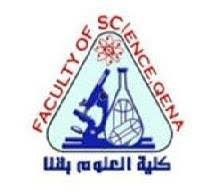 FACULTY OF SCIENCE, QENA
كلية العلوم بقنا